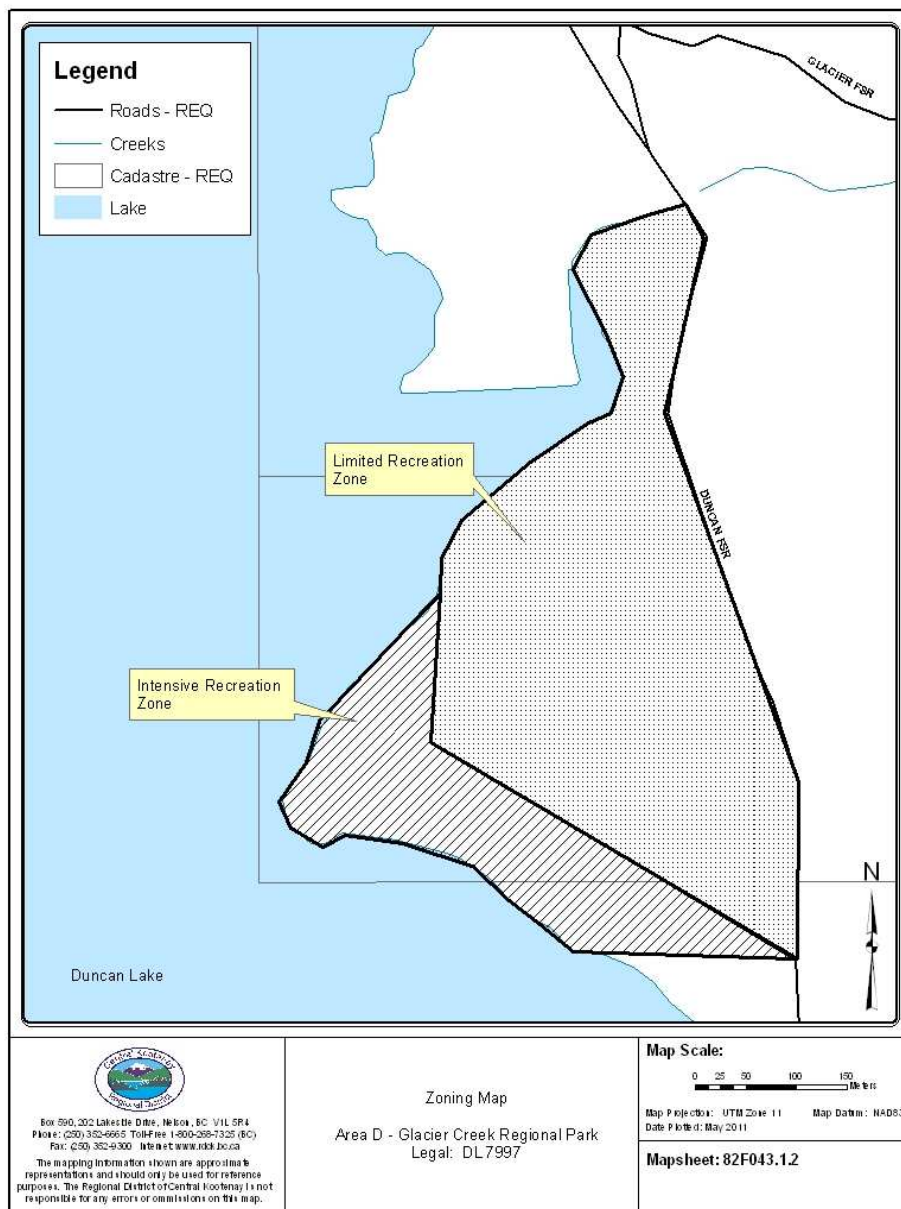 Legend
Roads - REQ
Creeks
Cadastre - REQ
Lake
GLACIER FSR
Limited Recreation
Zone
DUNCAN FSR
Intensive Recreation
Zone
N
Duncan Lake
Central Kootenay
Regional District
Box 590, 202 Lakeside Drive, Nelson, BC V1L 5R4
Phone: (250) 352-6665 Toll-Free 1-800-268-7325 (BC)
Fax: (250) 352-9300 Internet: www.rdck.bc.ca
The mapping information shown are approximate
representations and should only be used for reference
purposes. The Regional District of Central Kootenay is not
responsible for any errors or ommissions on this map.
Zoning Map
Area D - Glacier Creek Regional Park
Legal: DL7997
Map Scale:
0 25 50 100 150
Meters
Map Projection: UTM Zone 11 Map Datum: NAD83
Date Plotted: May 2011
Mapsheet: 82F043.1.2